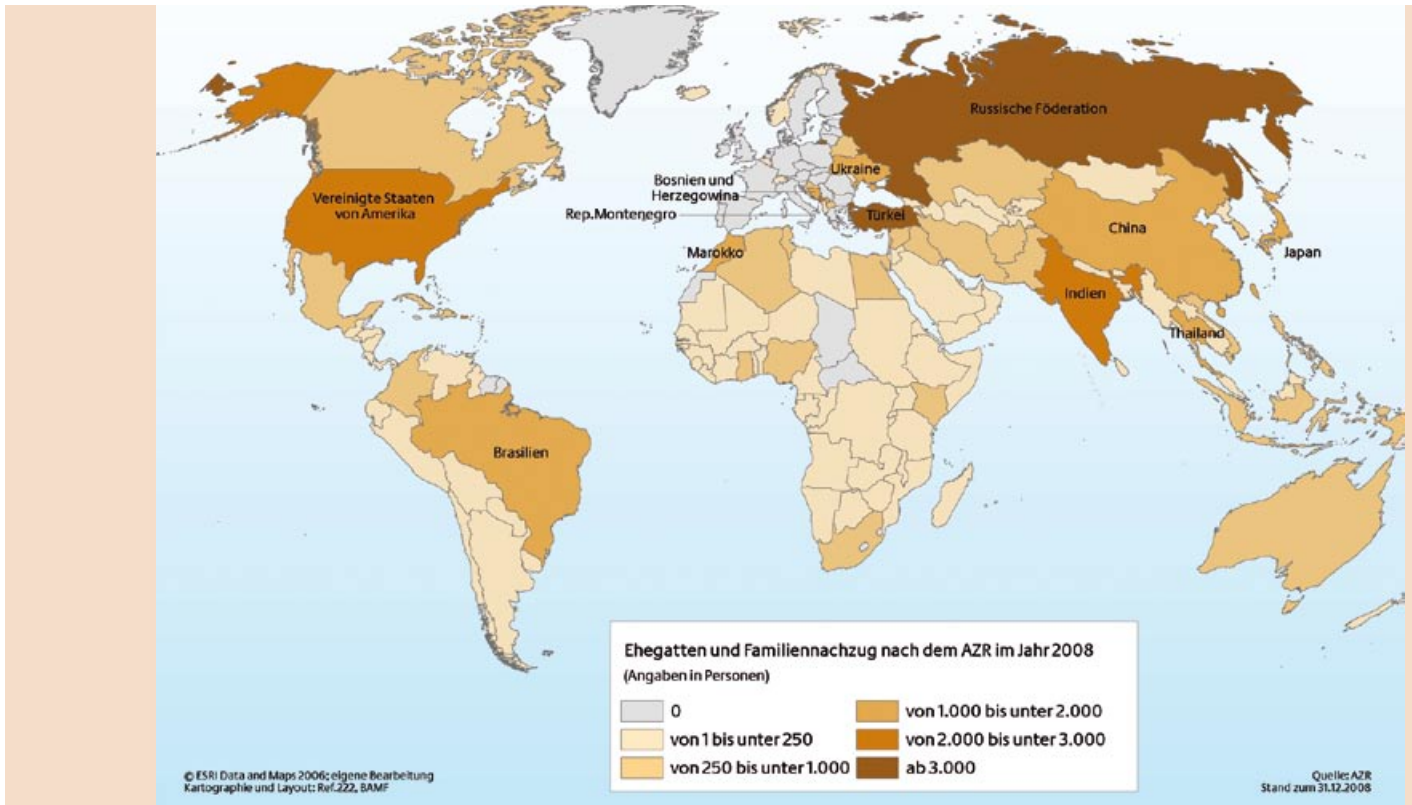 Russische Föderation
Ukraine
Bosnien und
Herzegowina
Vereinigte Staaten
von Amerika
Rep.Montenegro
Türkei
China
Marokko
Japan
Indien
Thailand
Brasilien
Ehegatten und Familiennachzug nach dem AZR im Jahr 2008
(Angaben in Personen)
0
von 1 bis unter 250
von 250 bis unter 1.000
von 1.000 bis unter 2.000
von 2.000 bis unter 3.000
ab 3.000
© ESRI Data and Maps 2006; eigene Bearbeitung
Kartographie und Layout: Ref.222, BAMF
Quelle: AZR
Stand zum 31.12.2008